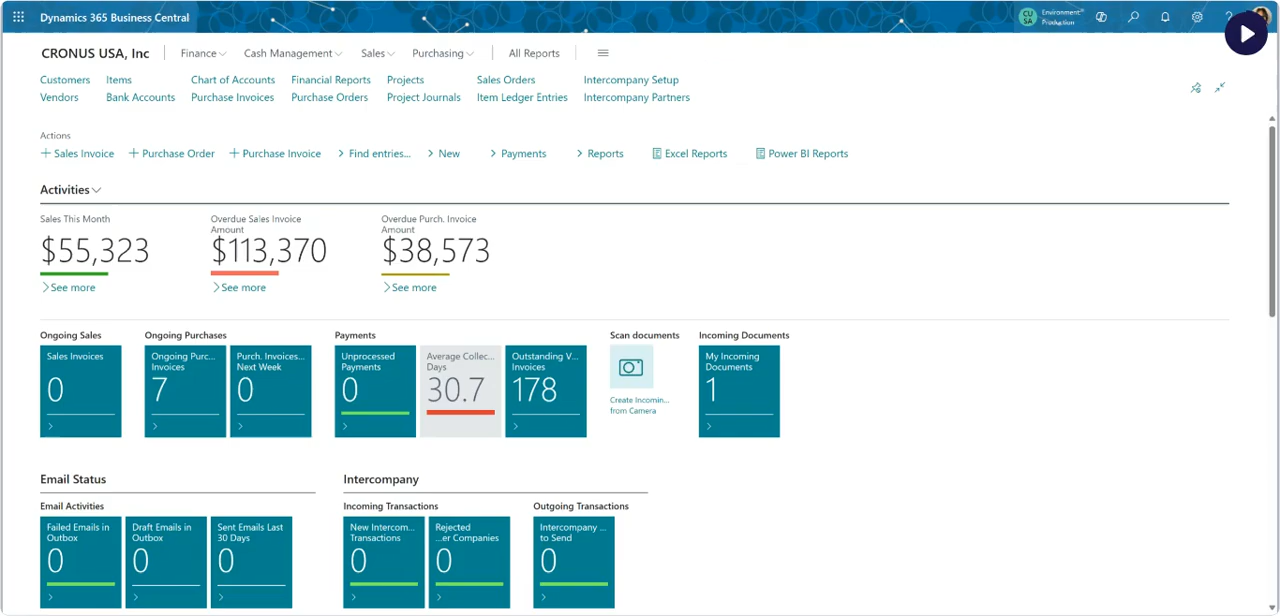 Dynamics 365 Business Central
CU
SA
Environment:
Production
?
CRONUS USA, Inc
Finance
Cash Management
Sales
Purchasing
All Reports
Customers
Items
Chart of Accounts
Financial Reports
Projects
Sales Orders
Intercompany Setup
Vendors
Bank Accounts
Purchase Invoices
Purchase Orders
Project Journals
Item Ledger Entries
Intercompany Partners
Actions
+ Sales Invoice
+ Purchase Order
+ Purchase Invoice
> Find entries...
> New
> Payments
> Reports
Excel Reports
Power BI Reports
Activities
Sales This Month
$55,323
>See more
Overdue Sales Invoice
Amount
$113,370
>See more
Overdue Purch. Invoice
Amount
$38,573
>See more
Ongoing Sales
Sales Invoices
0
>
Ongoing Purchases
Ongoing Purc...
Invoices
7
>
Purch. Invoices...
Next Week
0
>
Payments
Unprocessed
Payments
0
>
Average Collec...
Days
30.7
Outstanding V...
Invoices
178
>
Scan documents
Create Incomin...
from Camera
Incoming Documents
My Incoming
Documents
1
>
Email Status
Email Activities
Failed Emails in
Outbox
0
>
Draft Emails in
Outbox
0
>
Sent Emails Last
30 Days
0
>
Intercompany
Incoming Transactions
New Intercom...
Transactions
0
>
Rejected
...er Companies
0
>
Outgoing Transactions
Intercompany ...
to Send
0
>